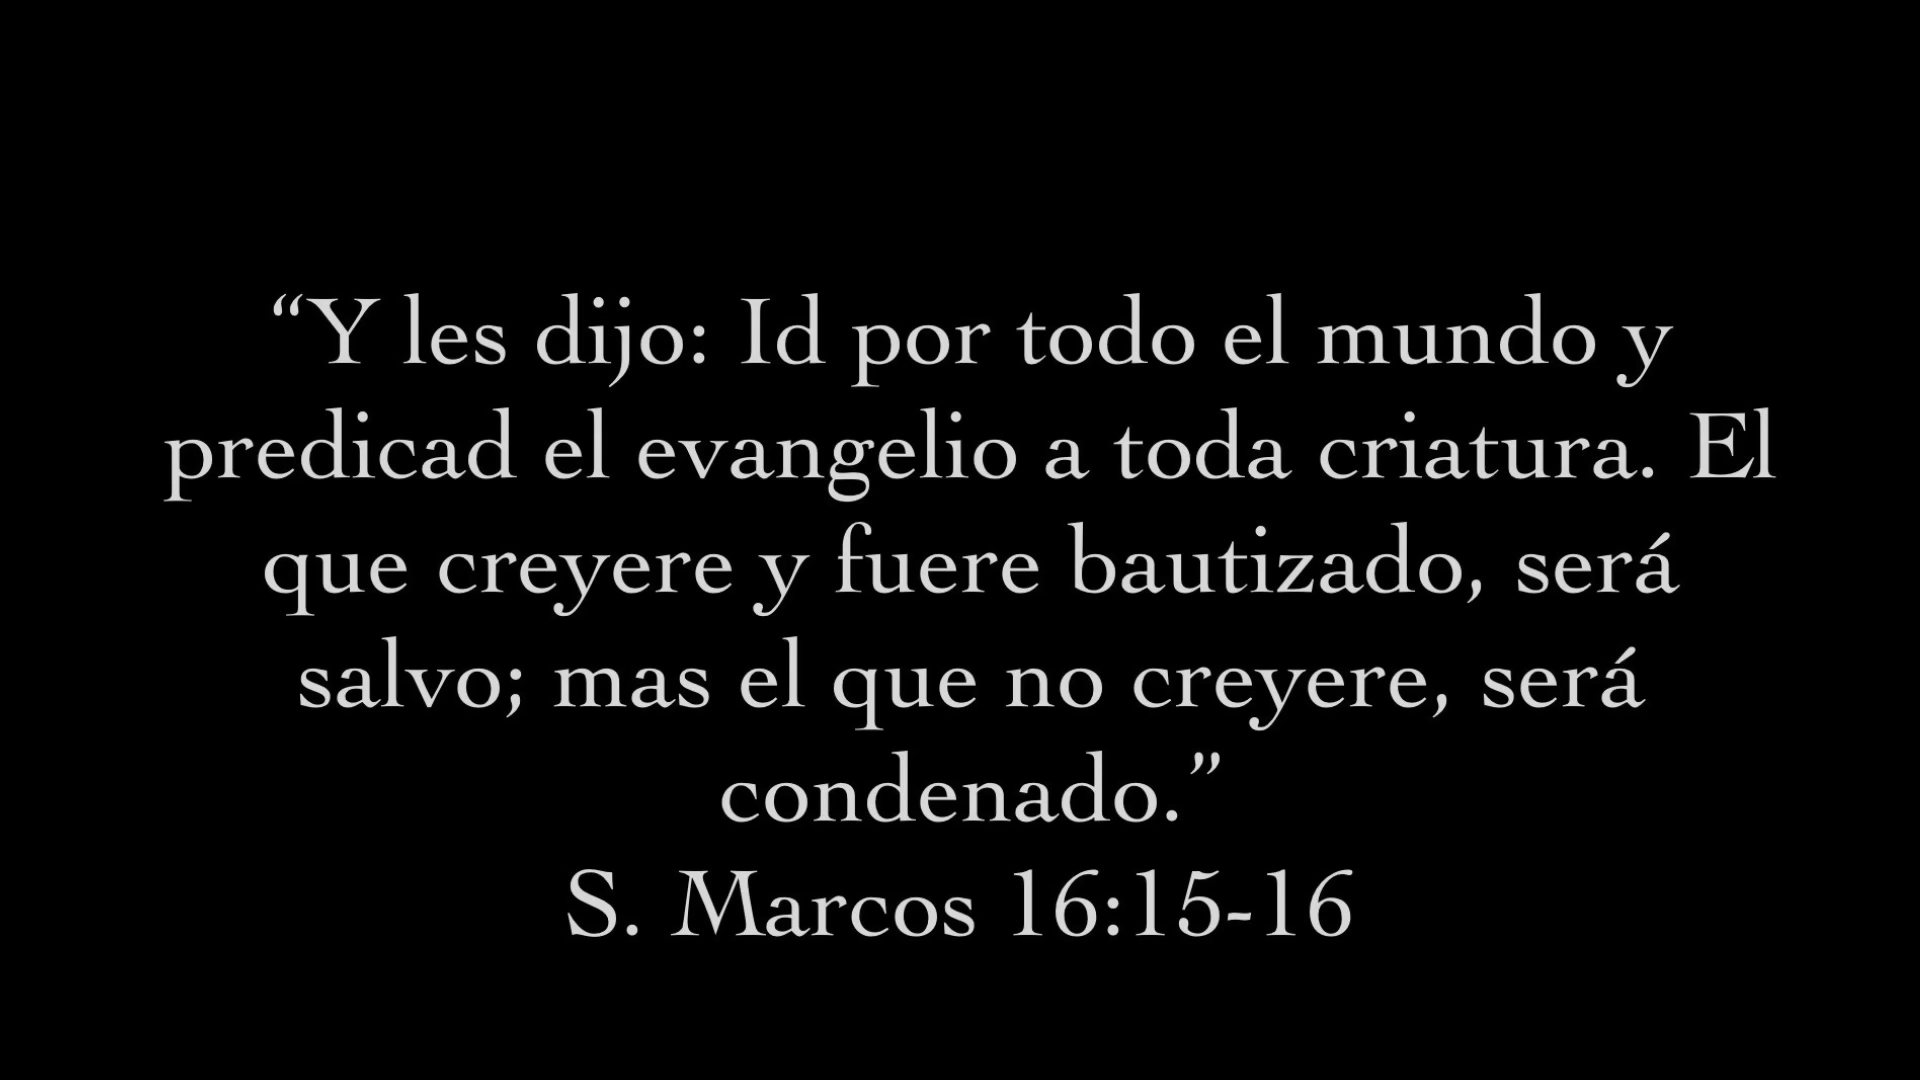 “Y les dijo: Id por todo el mundo y
predicad el evangelio a toda criatura. El
que creyere y fuere bautizado, será
salvo; mas el que no creyere, será
condenado.”
S. Marcos 16:15-16